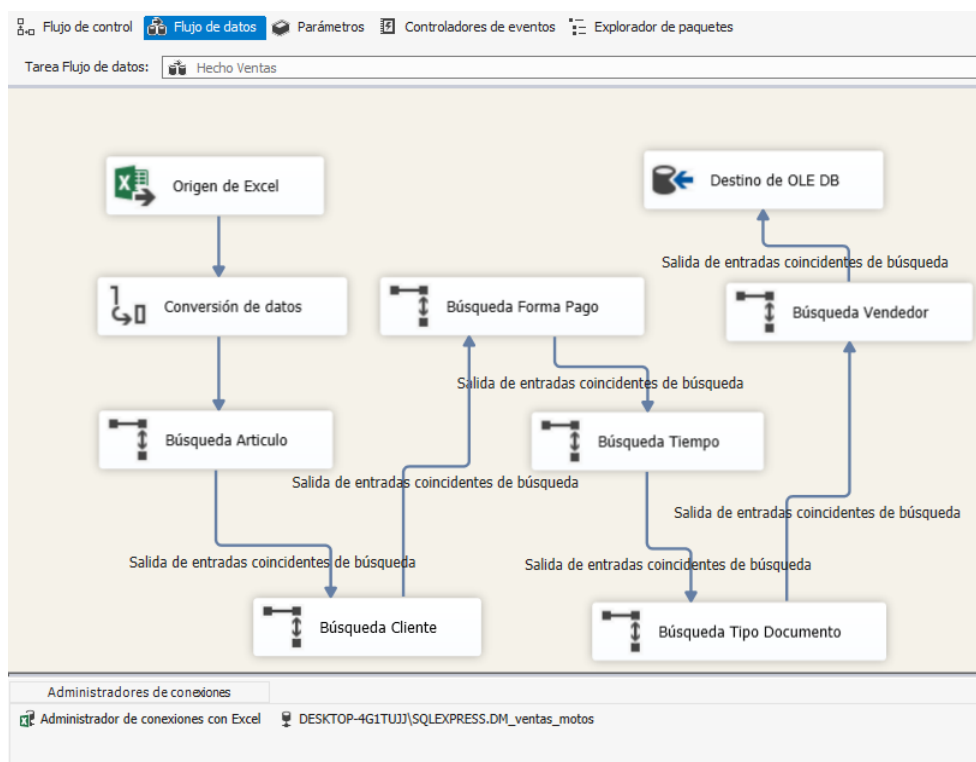 Flujo de control Flujo de datos Parámetros Controladores de eventos Explorador de paquetes
Tarea Flujo de datos: Hecho Ventas
Origen de Excel
Destino de OLE DB
Salida de entradas coincidentes de búsqueda
Conversión de datos
Búsqueda Forma Pago
Búsqueda Vendedor
Salida de entradas coincidentes de búsqueda
Búsqueda Articulo
Búsqueda Tiempo
Salida de entradas coincidentes de búsqueda
Salida de entradas coincidentes de búsqueda
Salida de entradas coincidentes de búsqueda
Salida de entradas coincidentes de búsqueda
Búsqueda Cliente
Búsqueda Tipo Documento
Administradores de conexiones
Administrador de conexiones con Excel DESKTOP-4G1TUJJ\SQLEXPRESS.DM_ventas_motos